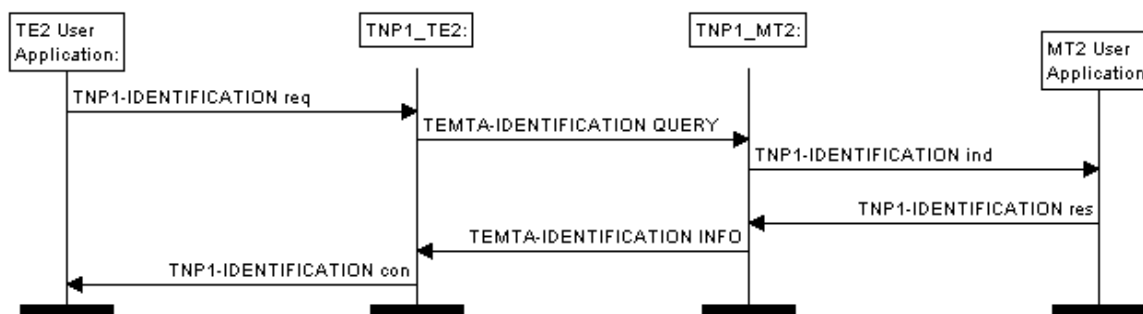 TE2 User
Application:
TNP1_TE2:
TNP1_MT2:
MT2 User
Application
TNP1-IDENTIFICATION req
TEMTA-IDENTIFICATION QUERY
TNP1-IDENTIFICATION ind
TNP1-IDENTIFICATION res
TEMTA-IDENTIFICATION INFO
TNP1-IDENTIFICATION con